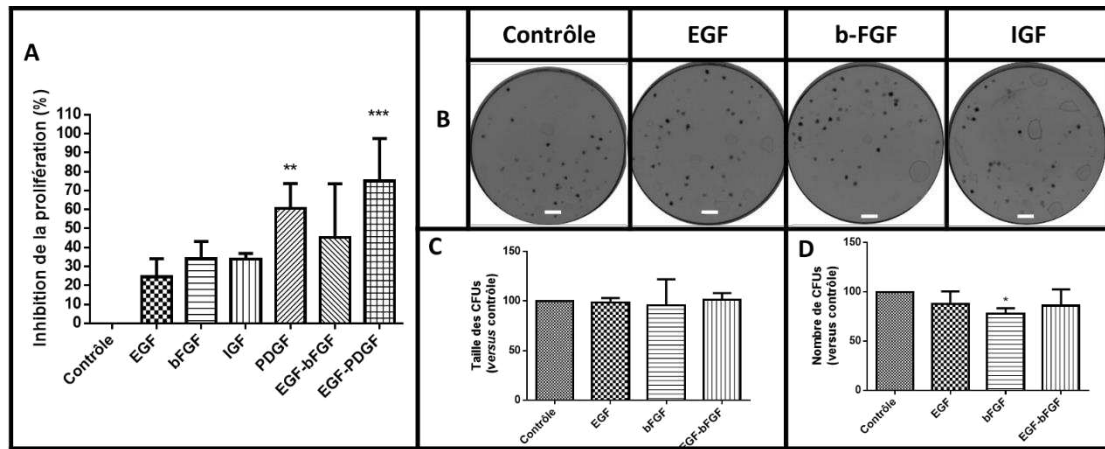 A
Inhibition de la prolifération (%)
110
100
90
80
70
60
50
40
30
20
10
0
**
***
Contrôle
EGF
bFGF
IGF
PDGF
EGF-bFGF
EGF-PDGF
B
Contrôle
EGF
b-FGF
IGF
C
Taille des CFUs
(versus contrôle)
150
100
50
0
Contrôle
EGF
bFGF
EGF-bFGF
D
Nombre de CFUs
(versus contrôle)
150
100
50
0
*
Contrôle
EGF
bFGF
EGF-bFGF